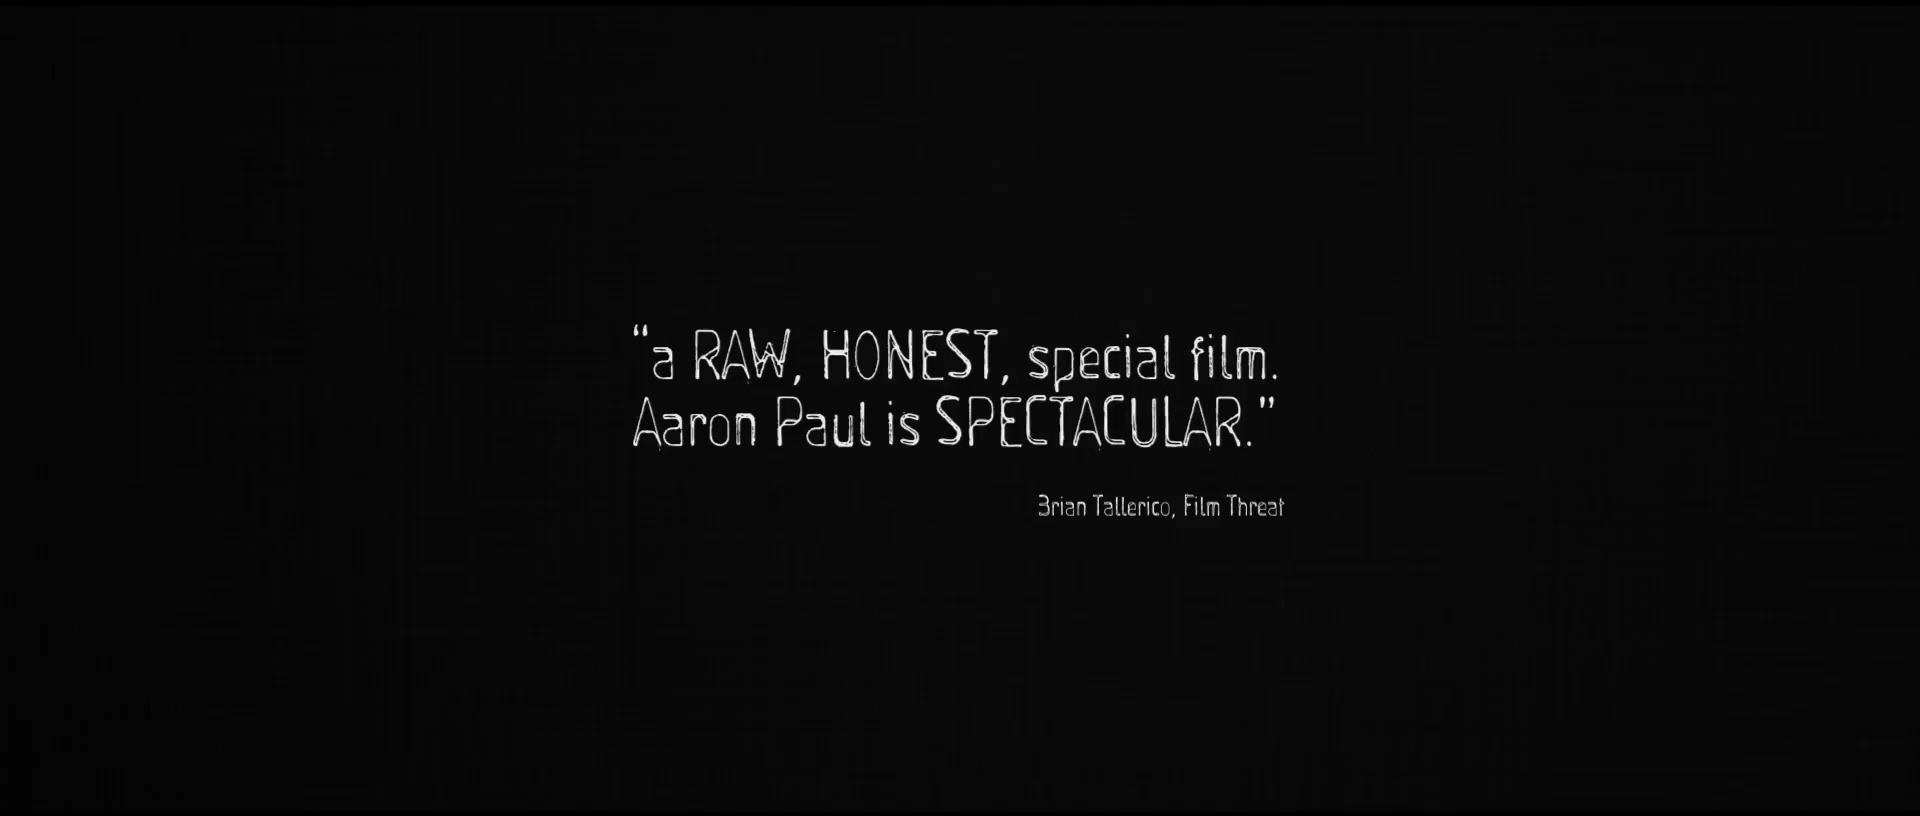 “a RAW, HONEST, special film.
Aaron Paul is SPECTACULAR.”
Brian Tallerico, Film Threat